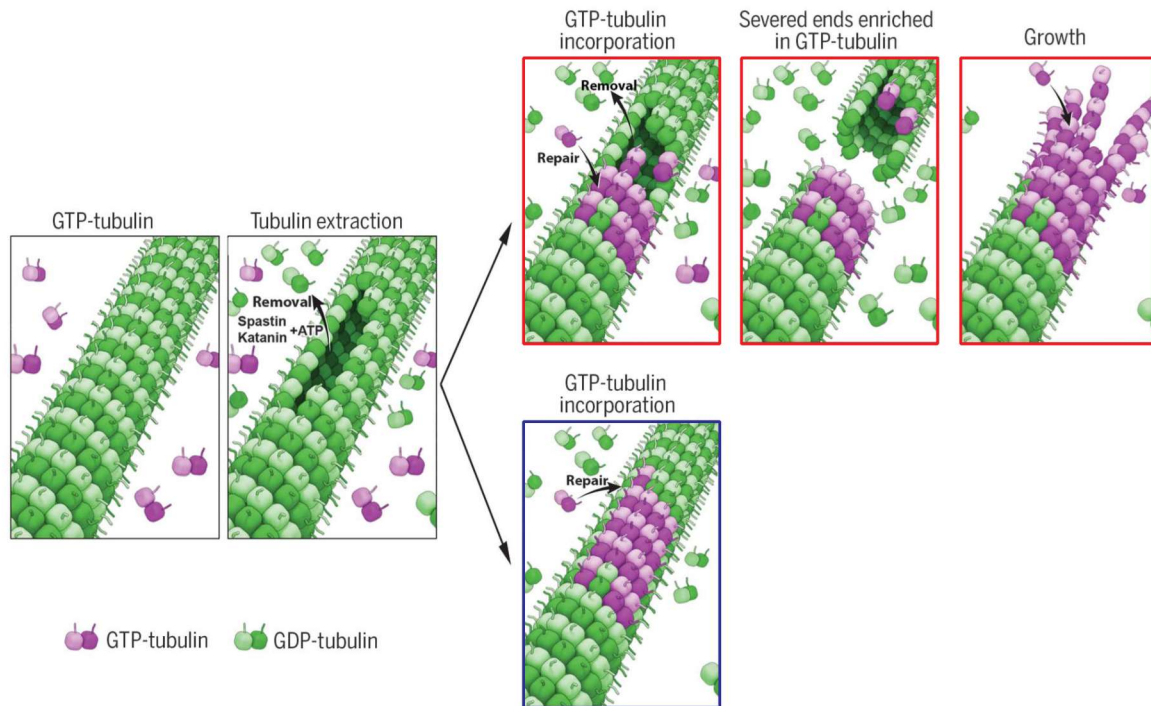 GTP-tubulin
Tubulin extraction
Removal
Spastin
Katanin +ATP
GTP-tubulin
incorporation
Removal
Repair
Severed ends enriched
in GTP-tubulin
Growth
GTP-tubulin
incorporation
Repair
GTP-tubulin
GDP-tubulin